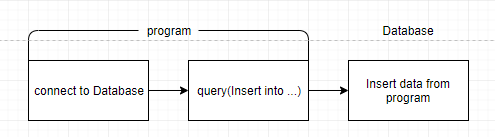 program
Database
connect to Database
query(Insert into ...)
Insert data from
program